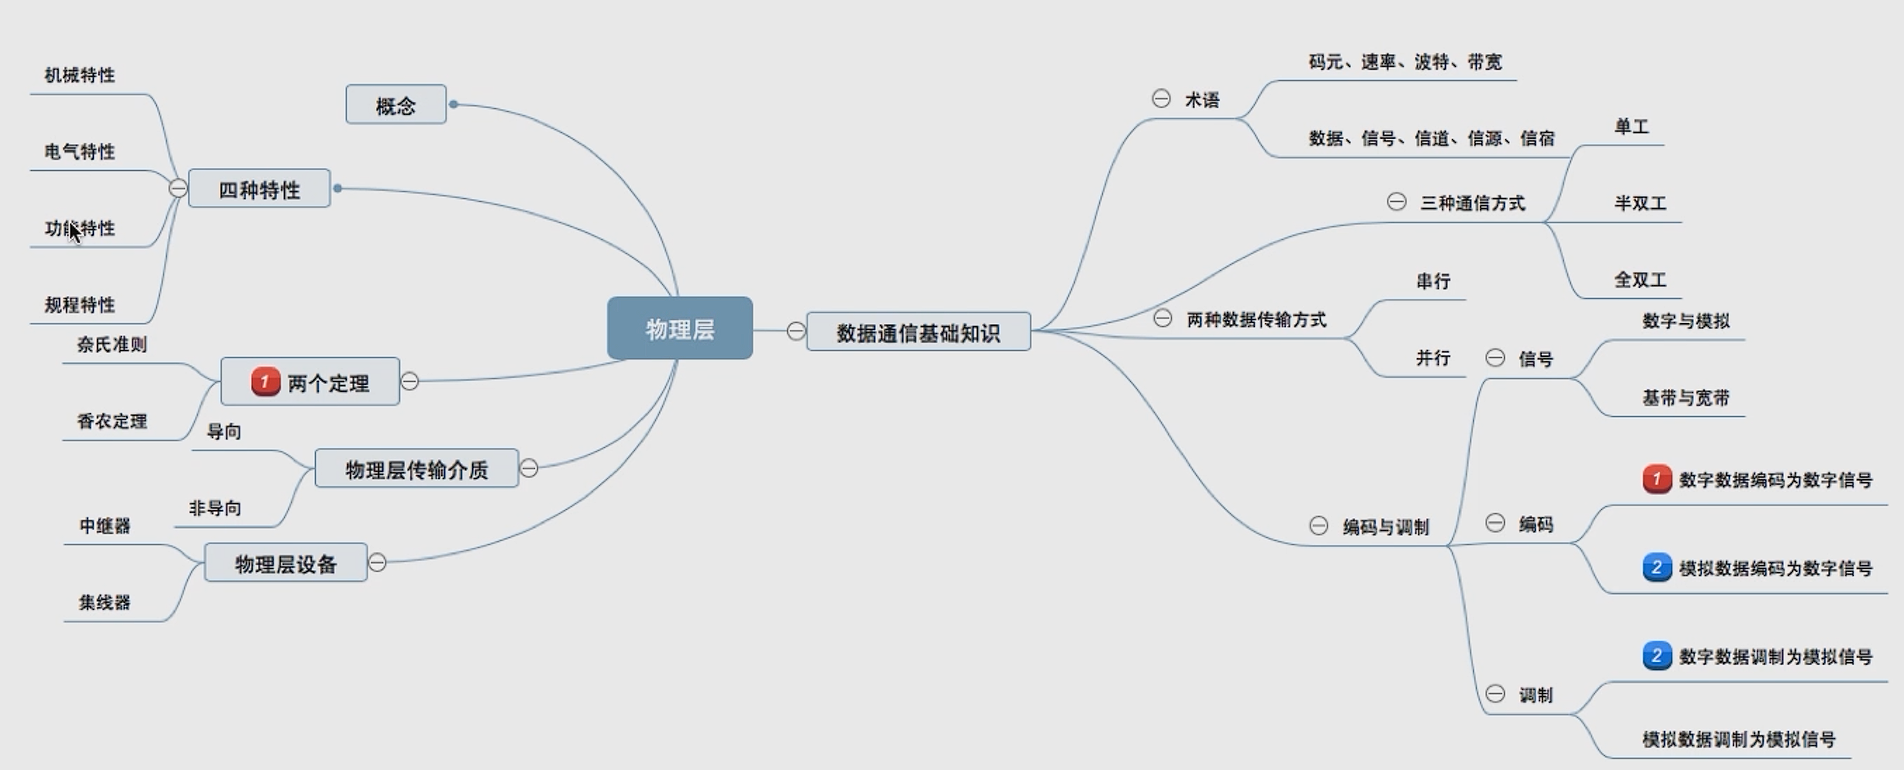 物理层
概念
四种特性
机械特性
电气特性
功能特性
规程特性
1 两个定理
奈氏准则
香农定理
物理层传输介质
导向
非导向
物理层设备
中继器
集线器
数据通信基础知识
术语
码元、速率、波特、带宽
数据、信号、信道、信源、信宿
三种通信方式
单工
半双工
全双工
两种数据传输方式
串行
并行
编码与调制
信号
数字与模拟
基带与宽带
编码
1 数字数据编码为数字信号
2 模拟数据编码为数字信号
调制
2 数字数据调制为模拟信号
模拟数据调制为模拟信号